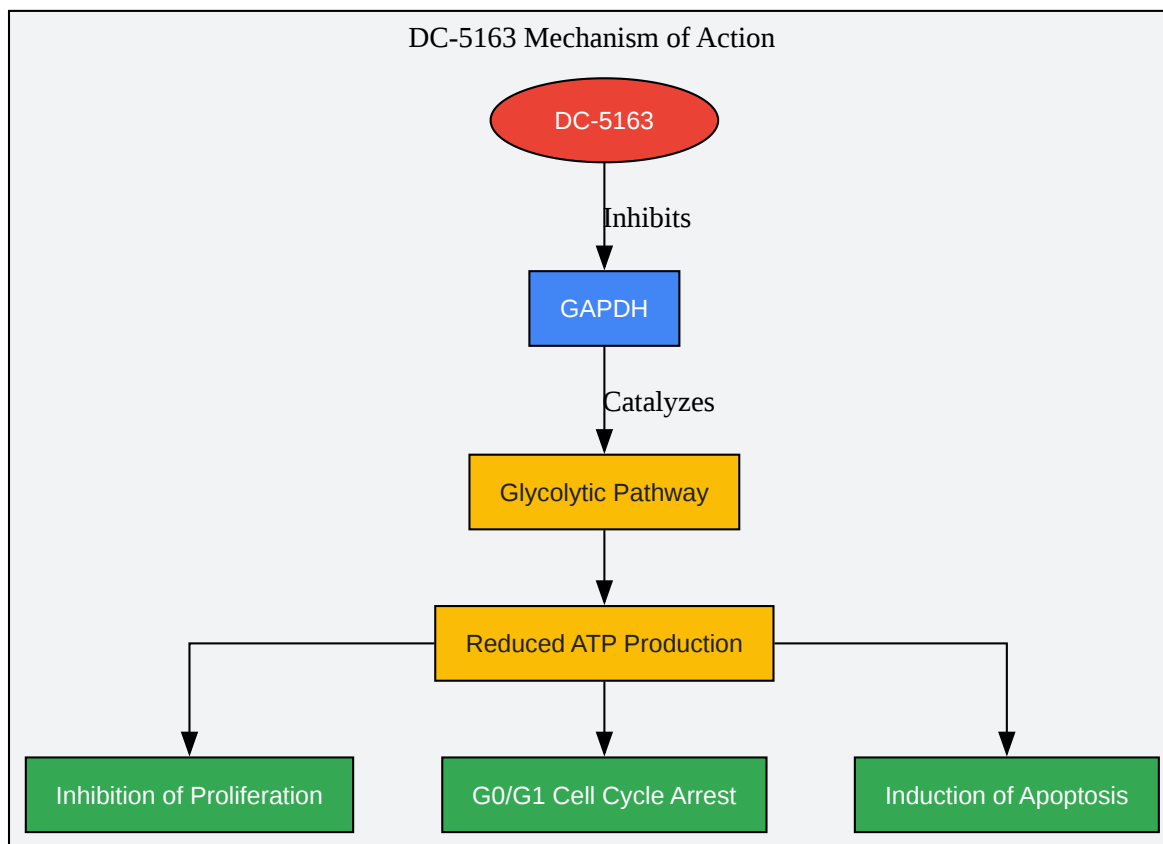 DC-5163 Mechanism of Action
DC-5163
Inhibits
GAPDH
Catalyzes
Glycolytic Pathway
Reduced ATP Production
Inhibition of Proliferation
G0/G1 Cell Cycle Arrest
Induction of Apoptosis